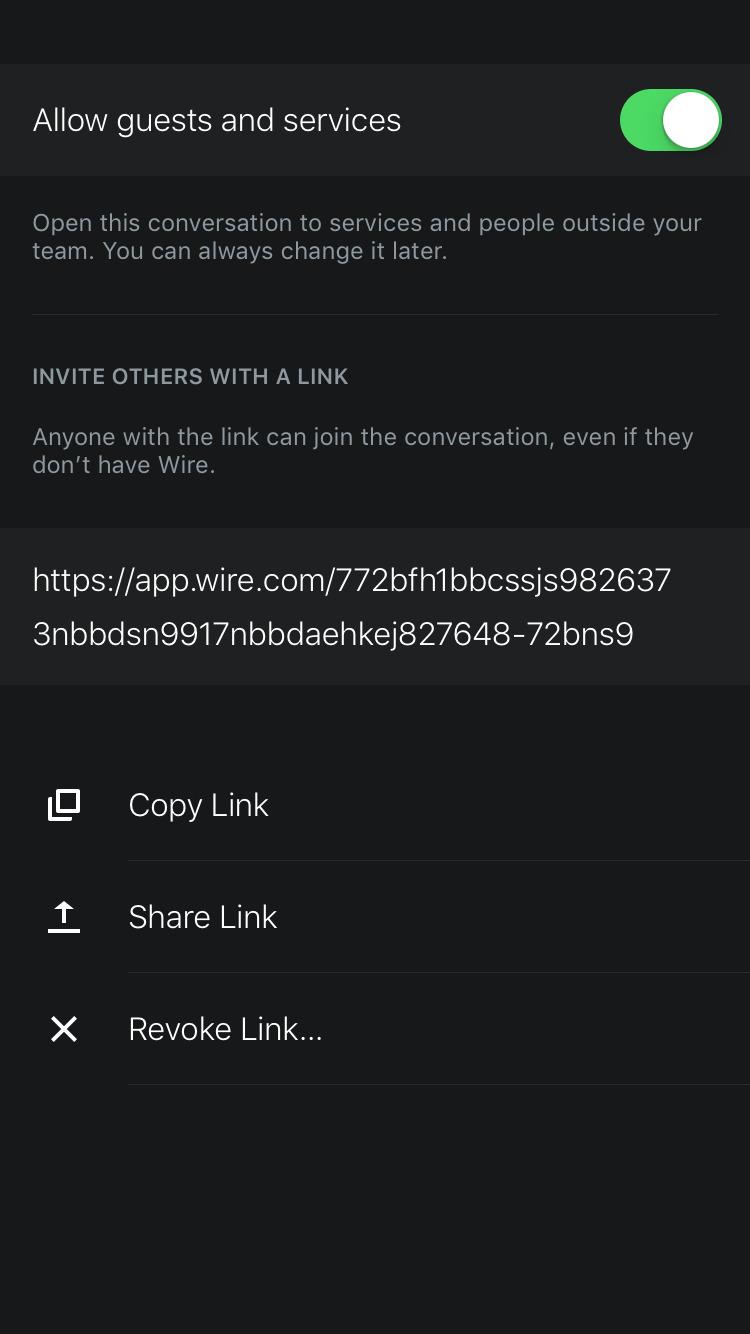 Allow guests and services
Open this conversation to services and people outside your
team. You can always change it later.
INVITE OTHERS WITH A LINK
Anyone with the link can join the conversation, even if they
don’t have Wire.
https://app.wire.com/772bfh1bbcssjs982637
3nbbdsn9917nbbdaehkej827648-72bns9
Copy Link
Share Link
Revoke Link...